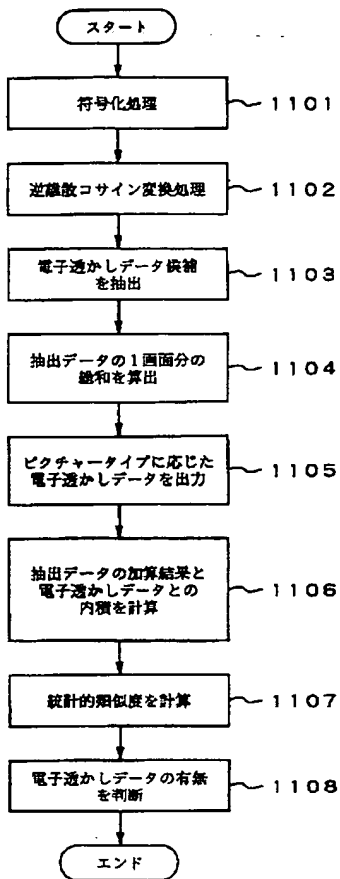 スタート
符号化処理
1101
逆離散コサイン変換処理
1102
電子透かしデータ候補
を抽出
1103
抽出データの1画面分の
総和を算出
1104
ピクチャータイプに応じた
電子透かしデータを出力
1105
抽出データの加算結果と
電子透かしデータとの
内積を計算
1106
統計的類似度を計算
1107
電子透かしデータの有無
を判断
1108
エンド